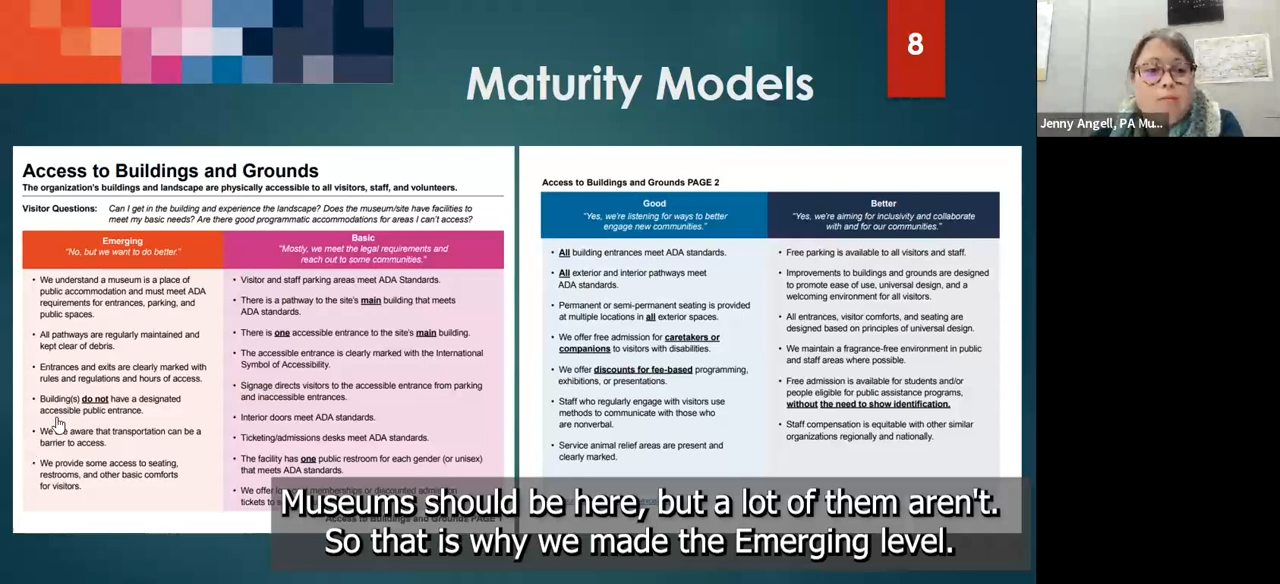 8
Maturity Models
Jenny Angell, PA Mu...
Access to Buildings and Grounds
The organization's buildings and landscape are physically accessible to all visitors, staff, and volunteers.
Visitor Questions: Can I get in the building and experience the landscape? Does the museum/site have facilities to
meet my basic needs? Are there good programmatic accommodations for areas I can't access?
Emerging
"No, but we want to do better."
• We understand a museum is a place of
public accommodation and must meet ADA
requirements for entrances, parking, and
public spaces.
• All pathways are regularly maintained and
kept clear of debris.
• Entrances and exits are clearly marked with
rules and regulations and hours of access.
• Building(s) do not have a designated
accessible public entrance.
• We aware that transportation can be a
barrier to access.
• We provide some access to seating,
restrooms, and other basic comforts
for visitors.
Basic
"Mostly, we meet the legal requirements and
reach out to some communities."
• Visitor and staff parking areas meet ADA Standards.
• There is a pathway to the site's main building that meets
ADA standards.
• There is one accessible entrance to the site's main building.
• The accessible entrance is clearly marked with the International
Symbol of Accessibility.
• Signage directs visitors to the accessible entrance from parking
and inaccessible entrances.
• Interior doors meet ADA standards.
• Ticketing/admissions desks meet ADA standards.
• The facility has one public restroom for each gender (or unisex)
that meets ADA standards.
• We offer memberships or discounted admission
tickets to
Access to Buildings and Grounds PAGE
Access to Buildings and Grounds PAGE 2
Good
"Yes, we're listening for ways to better
engage new communities."
• All building entrances meet ADA standards.
• All exterior and interior pathways meet
ADA standards.
• Permanent or semi-permanent seating is provided
at multiple locations in all exterior spaces.
• We offer free admission for caretakers or
companions to visitors with disabilities.
• We offer discounts for fee-based programming,
exhibitions, or presentations.
• Staff who regularly engage with visitors use
methods to communicate with those who
are nonverbal.
• Service animal relief areas are present and
clearly marked.
Better
"Yes, we're aiming for inclusivity and collaborate
with and for our communities."
• Free parking is available to all visitors and staff.
• Improvements to buildings and grounds are designed
to promote ease of use, universal design, and a
welcoming environment for all visitors.
• All entrances, visitor comforts, and seating are
designed based on principles of universal design.
• We maintain a fragrance-free environment in public
and staff areas where possible.
• Free admission is available for students and/or
people eligible for public assistance programs,
without the need to show identification.
• Staff compensation is equitable with other similar
organizations regionally and nationally.
Museums should be here, but a lot of them aren't.
So that is why we made the Emerging level.